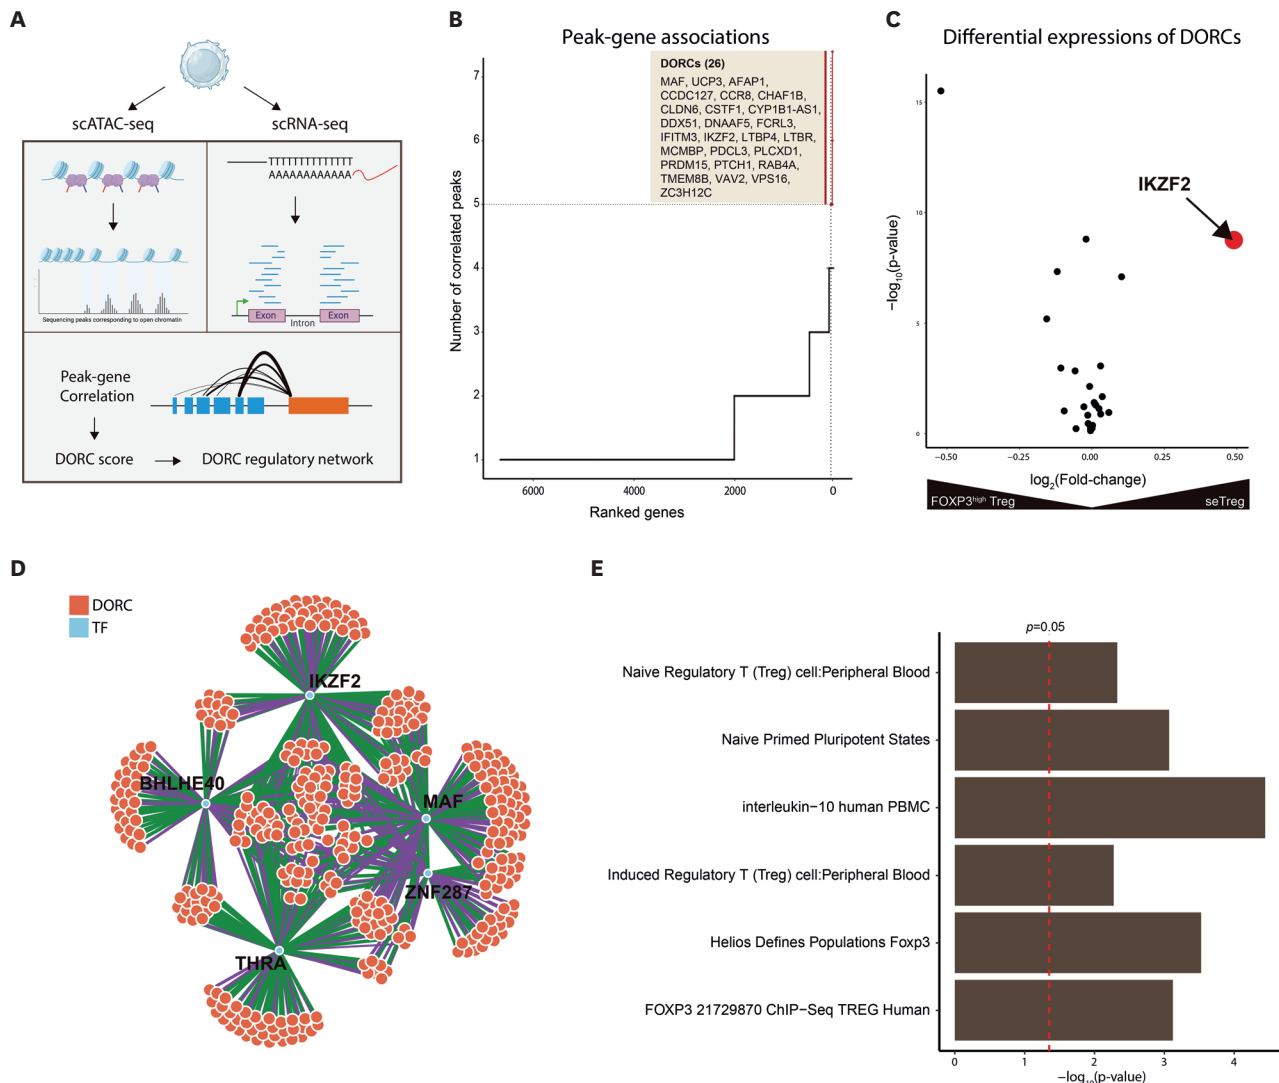 A
scATAC-seq
scRNA-seq
TTTTTTTTTTTTT
AAAAAAAAAAAA
Exon
Intron
Exon
Sequencing peaks corresponding to open chromatin
Peak-gene
Correlation
DORC score
DORC regulatory network
B
Peak-gene associations
DORCs (26)
MAF, UCP3, AFAP1,
CCDC127, CCR8, CHAF1B,
CLDN6, CSTF1, CYP1B1-AS1,
DDX51, DNAAF5, FCRL3,
IFITM3, IKZF2, LTBP4, LTBR,
MCMBP, PDCL3, PLCXD1,
PRDM15, PTCH1, RAB4A,
TMEM8B, VAV2, VPS16,
ZC3H12C
Number of correlated peaks
7
6
5
4
3
2
1
6000
4000
2000
0
Ranked genes
C
Differential expressions of DORCs
IKZF2
−log10(p-value)
15
10
5
0
−0.50
−0.25
0.00
0.25
0.50
log2(Fold-change)
FOXP3high Treg
seTreg
D
DORC
TF
IKZF2
BHLHE40
MAF
ZNF287
THRA
E
p=0.05
Naive Regulatory T (Treg) cell:Peripheral Blood
Naive Primed Pluripotent States
interleukin−10 human PBMC
Induced Regulatory T (Treg) cell:Peripheral Blood
Helios Defines Populations Foxp3
FOXP3 21729870 ChIP−Seq TREG Human
0
1
2
3
4
−log10(p−value)